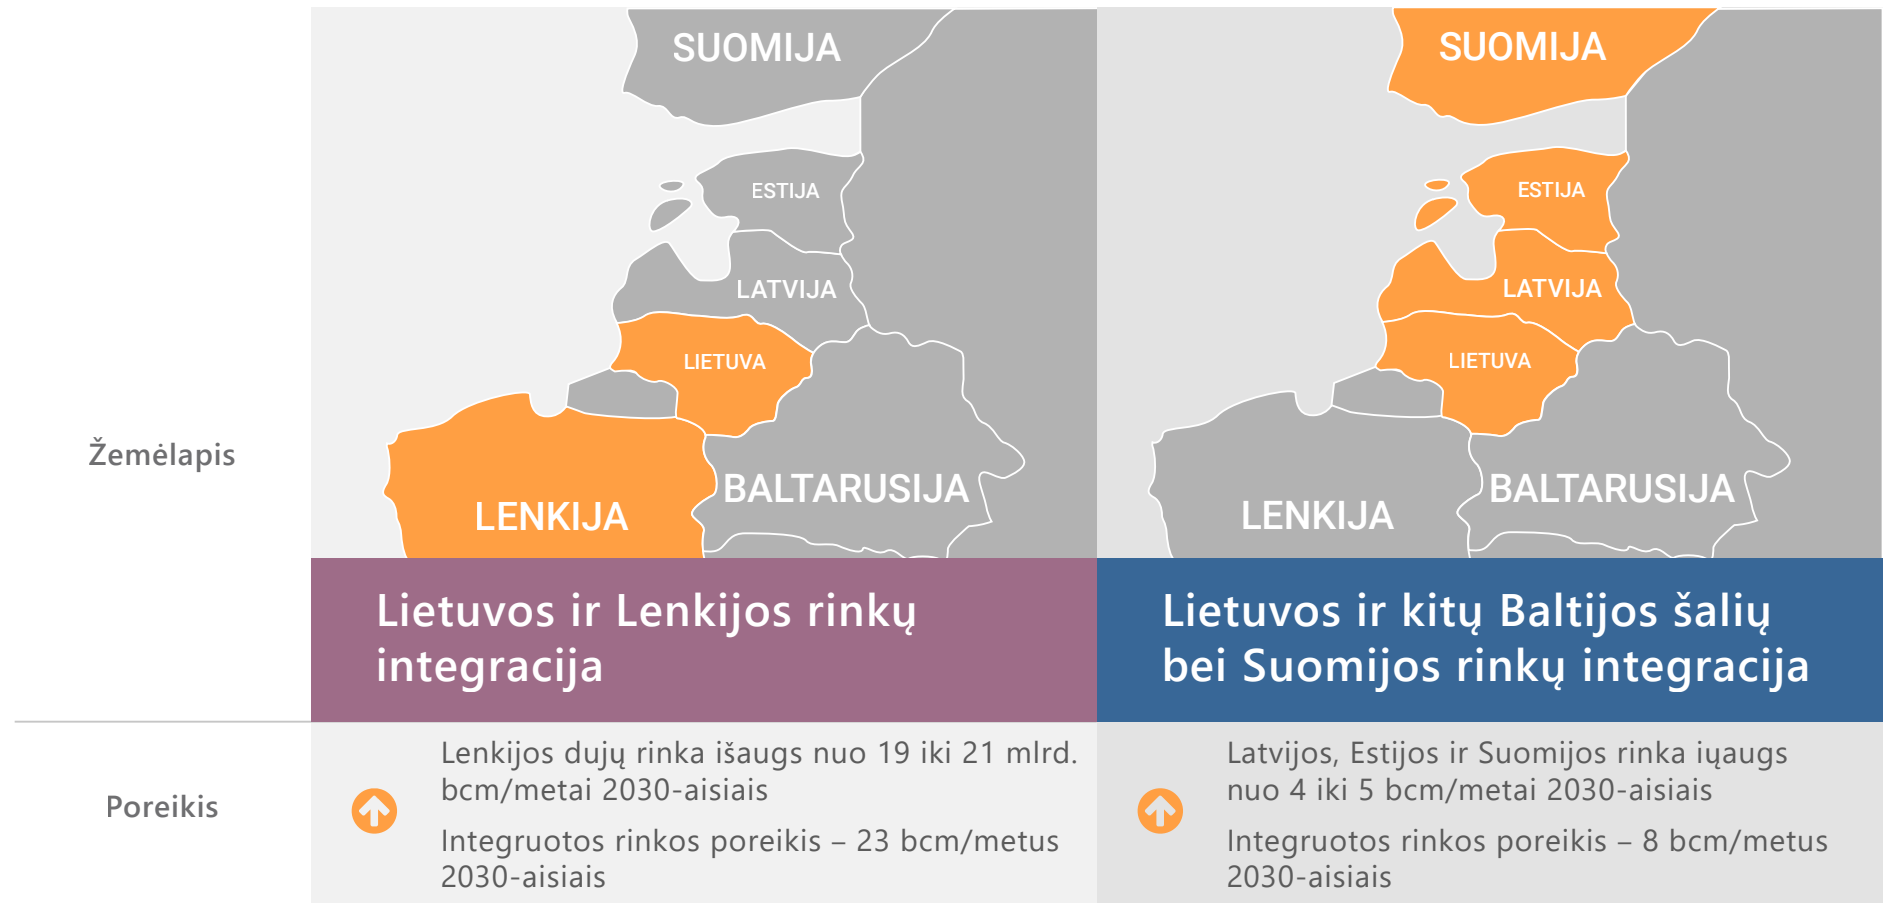 SUOMIJA
ESTIJA
LATVIJA
LIETUVA
BALTARUSIJA
LENKIJA
SUOMIJA
ESTIJA
LATVIJA
LIETUVA
BALTARUSIJA
LENKIJA
Žemėlapis
Lietuvos ir Lenkijos rinkų
integracija
Lietuvos ir kitų Baltijos šalių
bei Suomijos rinkų integracija
Poreikis
Lenkijos dujų rinka išaugs nuo 19 iki 21 mlrd.
bcm/metai 2030-aisiais
Integruotos rinkos poreikis – 23 bcm/metus
2030-aisiais
Latvijos, Estijos ir Suomijos rinka iųaugs
nuo 4 iki 5 bcm/metai 2030-aisiais
Integruotos rinkos poreikis – 8 bcm/metus
2030-aisiais